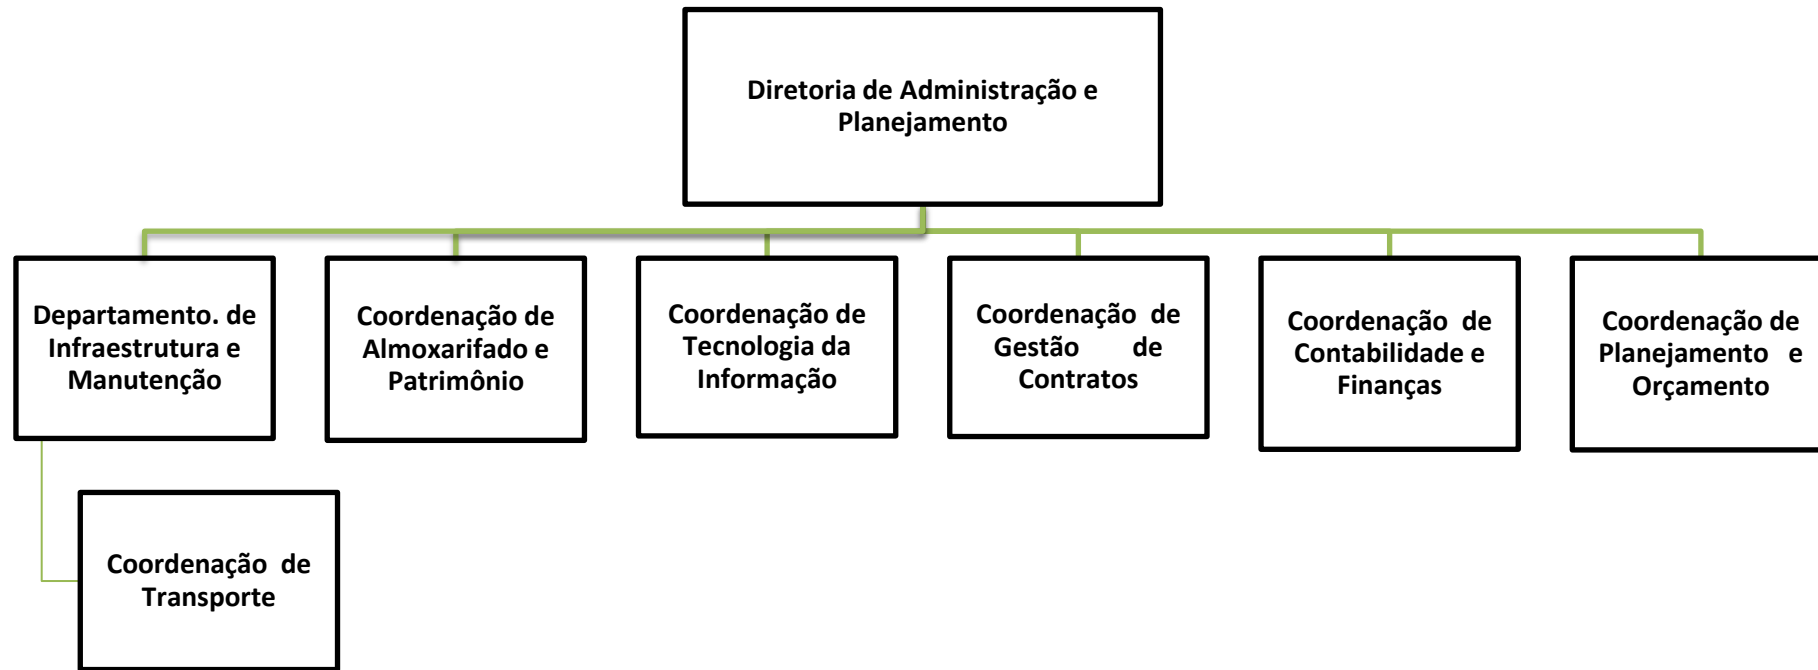 Diretoria de Administração e
Planejamento
Departamento. de
Infraestrutura e
Manutenção
Coordenação de
Almoxarifado e
Patrimônio
Coordenação de
Tecnologia da
Informação
Coordenação de
Gestão de
Contratos
Coordenação de
Contabilidade e
Finanças
Coordenação de
Planejamento e
Orçamento
Coordenação de
Transporte